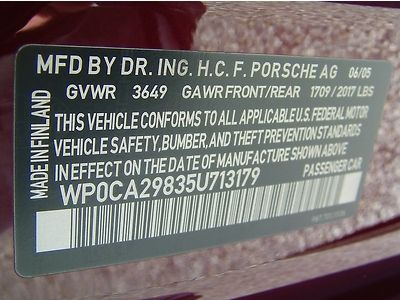 MFD BY DR. ING. H.C. F. PORSCHE AG 06/05
GVWR 3649 GAWR FRONT/REAR 1709 / 2017 LBS
THIS VEHICLE CONFORMS TO ALL APPLICABLE U.S. FEDERAL MOTOR
VEHICLE SAFETY, BUMPER, AND THEFT PREVENTION STANDARDS
IN EFFECT ON THE DATE OF MANUFACTURE SHOWN ABOVE.
WP0CA29835U713179 PASSENGER CAR
MADE IN FINLAND